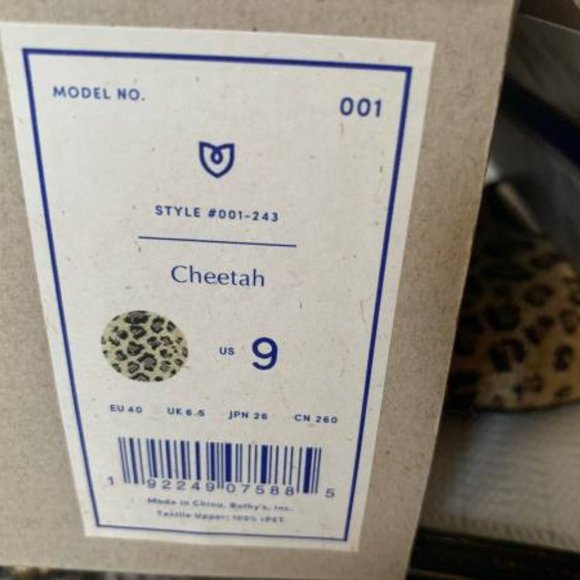 MODEL NO. 001
STYLE #001-243
Cheetah
US 9
EU 40 UK 6.5 JPN 26 CN 260
1 92249 07588 5
Made in China, Rothy's, Inc.
Textile Upper: 100% rPET